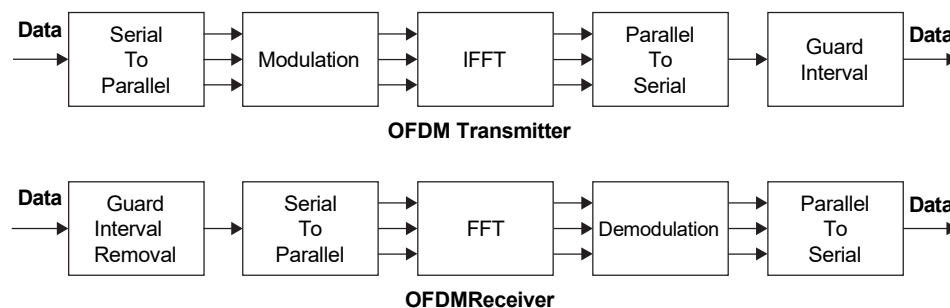 Data
Serial
To
Parallel
Modulation
IFFT
Parallel
To
Serial
Guard
Interval
Data
OFDM Transmitter
Data
Guard
Interval
Removal
Serial
To
Parallel
FFT
Demodulation
Parallel
To
Serial
Data
OFDMReceiver